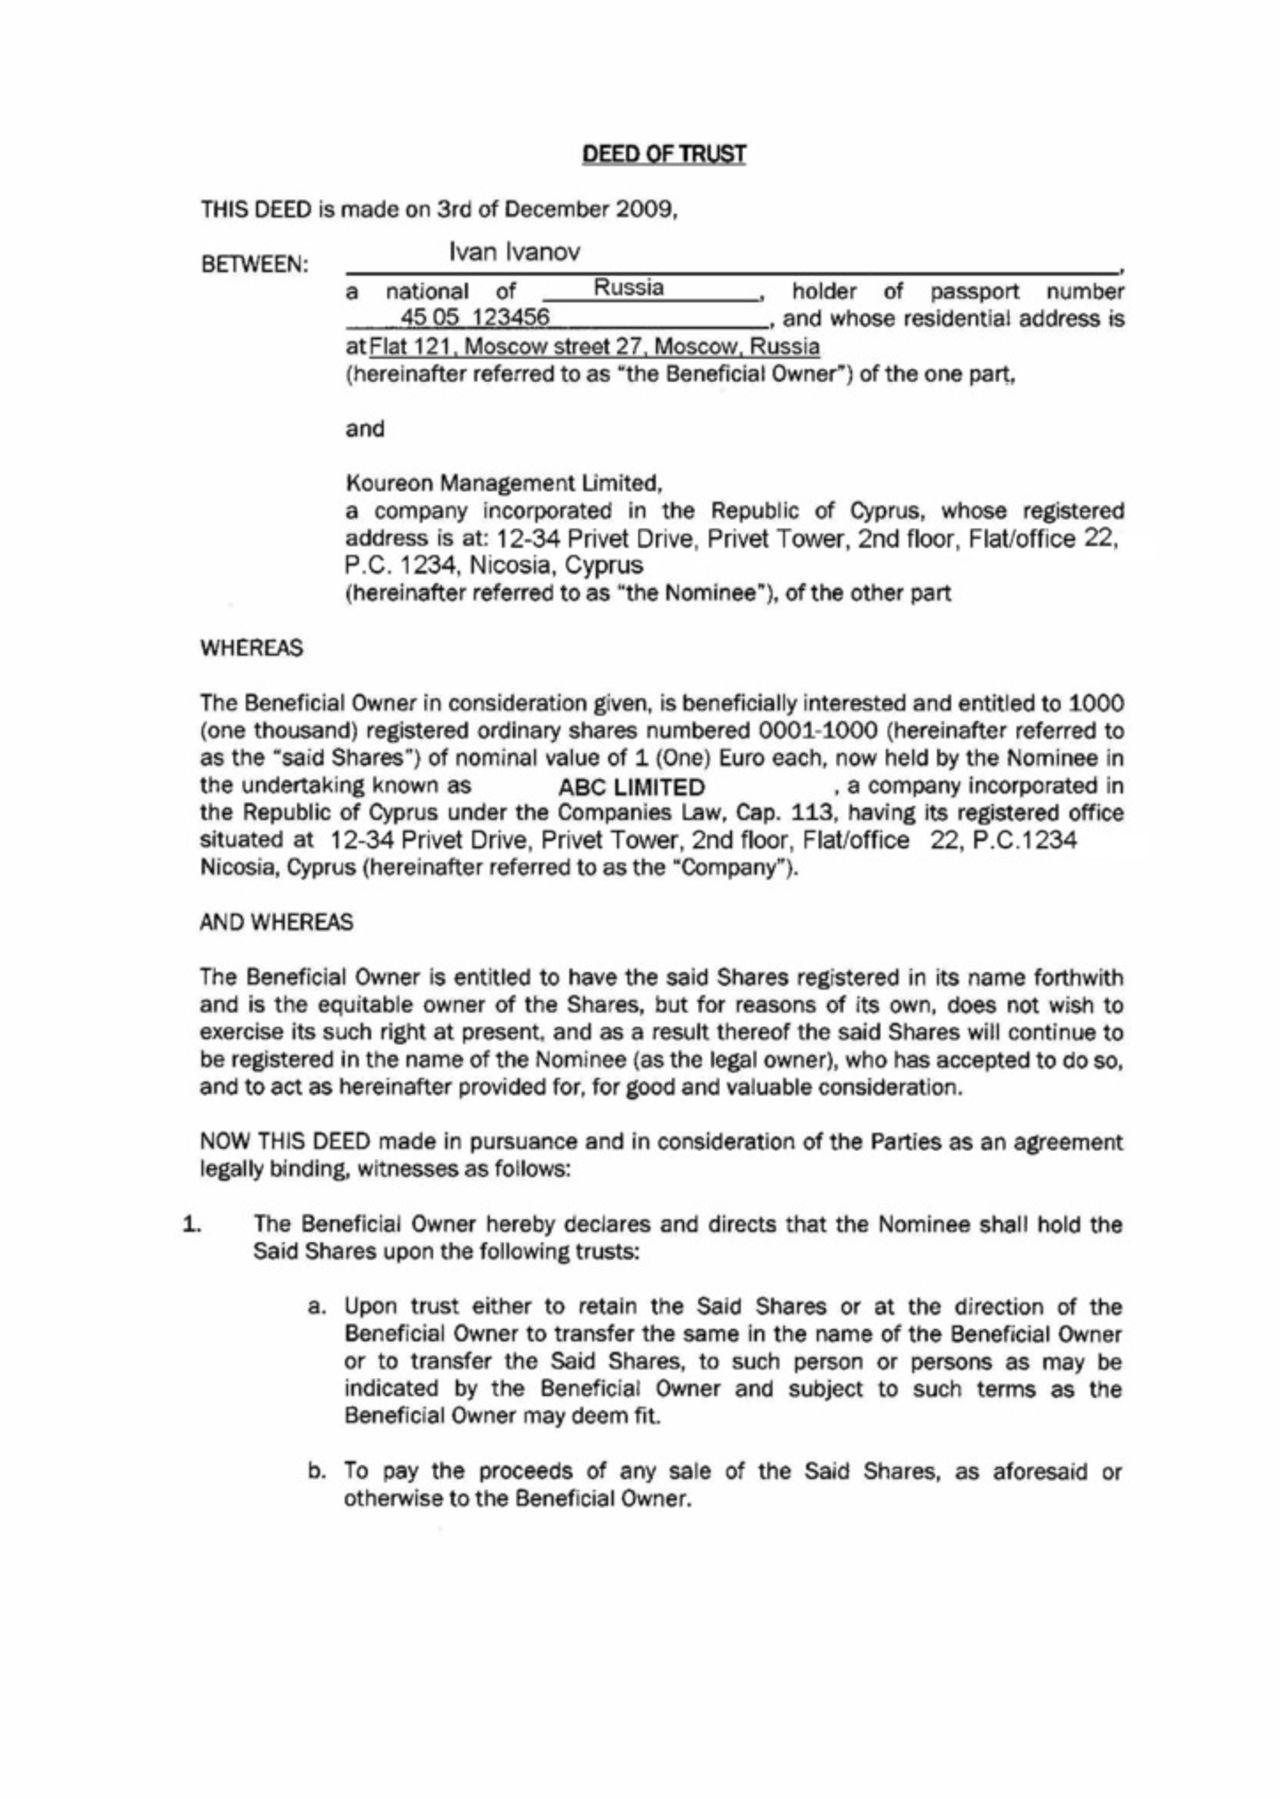 DEED OF TRUST
THIS DEED is made on 3rd of December 2009,
BETWEEN: Ivan Ivanov,
a national of Russia, holder of passport number
45 05 123456, and whose residential address is
at Flat 121, Moscow street 27, Moscow, Russia
(hereinafter referred to as “the Beneficial Owner”) of the one part,
and
Koureon Management Limited,
a company incorporated in the Republic of Cyprus, whose registered
address is at: 12-34 Privet Drive, Privet Tower, 2nd floor, Flat/office 22,
P.C. 1234, Nicosia, Cyprus
(hereinafter referred to as “the Nominee”), of the other part
WHEREAS
The Beneficial Owner in consideration given, is beneficially interested and entitled to 1000
(one thousand) registered ordinary shares numbered 0001-1000 (hereinafter referred to
as the “said Shares”) of nominal value of 1 (One) Euro each, now held by the Nominee in
the undertaking known as ABC LIMITED , a company incorporated in
the Republic of Cyprus under the Companies Law, Cap. 113, having its registered office
situated at 12-34 Privet Drive, Privet Tower, 2nd floor, Flat/office 22, P.C.1234
Nicosia, Cyprus (hereinafter referred to as the “Company”).
AND WHEREAS
The Beneficial Owner is entitled to have the said Shares registered in its name forthwith
and is the equitable owner of the Shares, but for reasons of its own, does not wish to
exercise its such right at present, and as a result thereof the said Shares will continue to
be registered in the name of the Nominee (as the legal owner), who has accepted to do so,
and to act as hereinafter provided for, for good and valuable consideration.
NOW THIS DEED made in pursuance and in consideration of the Parties as an agreement
legally binding, witnesses as follows:
1. The Beneficial Owner hereby declares and directs that the Nominee shall hold the
Said Shares upon the following trusts:
a. Upon trust either to retain the Said Shares or at the direction of the
Beneficial Owner to transfer the same in the name of the Beneficial Owner
or to transfer the Said Shares, to such person or persons as may be
indicated by the Beneficial Owner and subject to such terms as the
Beneficial Owner may deem fit.
b. To pay the proceeds of any sale of the Said Shares, as aforesaid or
otherwise to the Beneficial Owner.